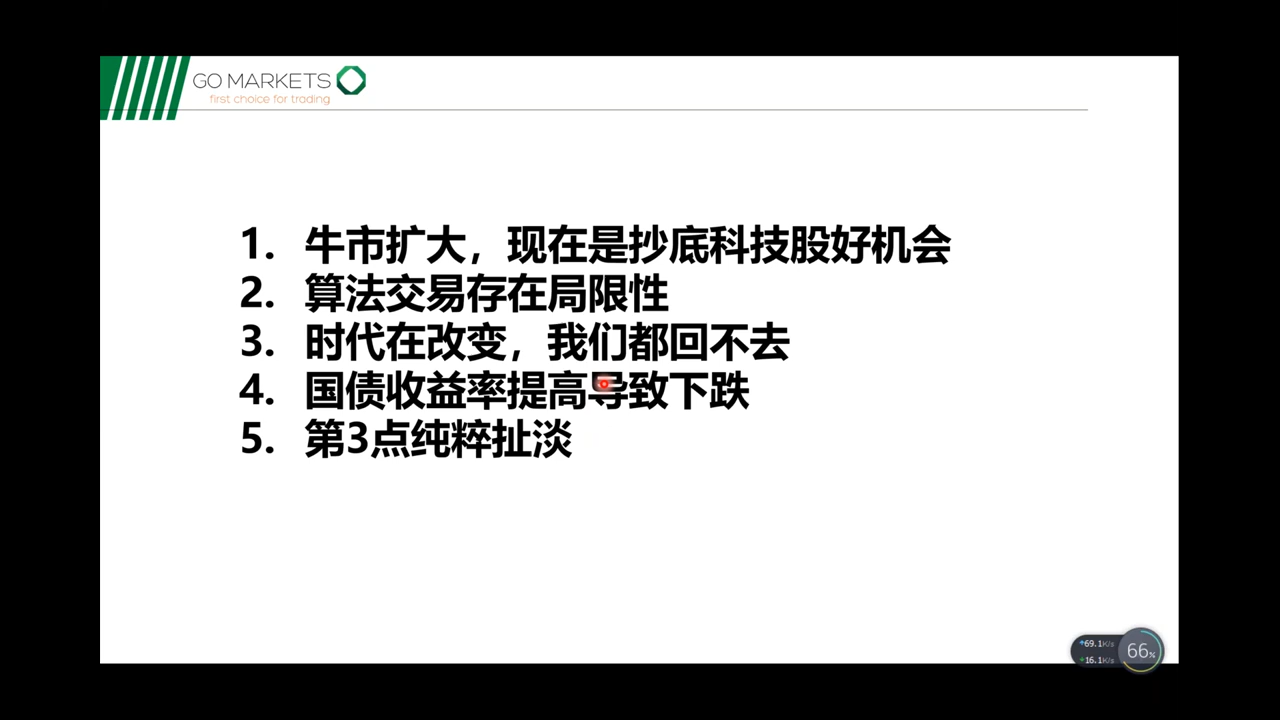 GO MARKETS
first choice for trading
1. 牛市扩大，现在是抄底科技股好机会
2. 算法交易存在局限性
3. 时代在改变，我们都回不去
4. 国债收益率提高导致下跌
5. 第3点纯粹扯淡
69.1K/s
16.1K/s
66%